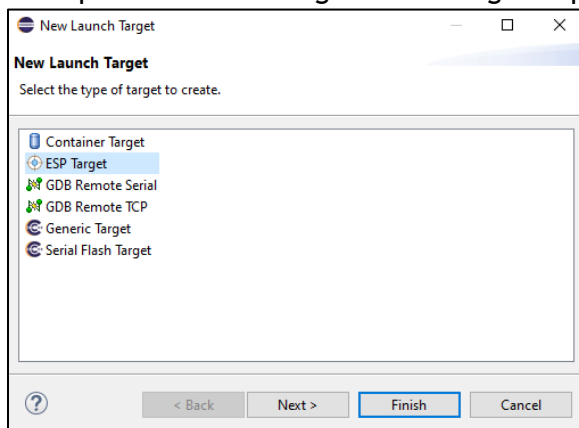 New Launch Target
New Launch Target
Select the type of target to create.
Container Target
ESP Target
GDB Remote Serial
GDB Remote TCP
Generic Target
Serial Flash Target
? < Back Next > Finish Cancel